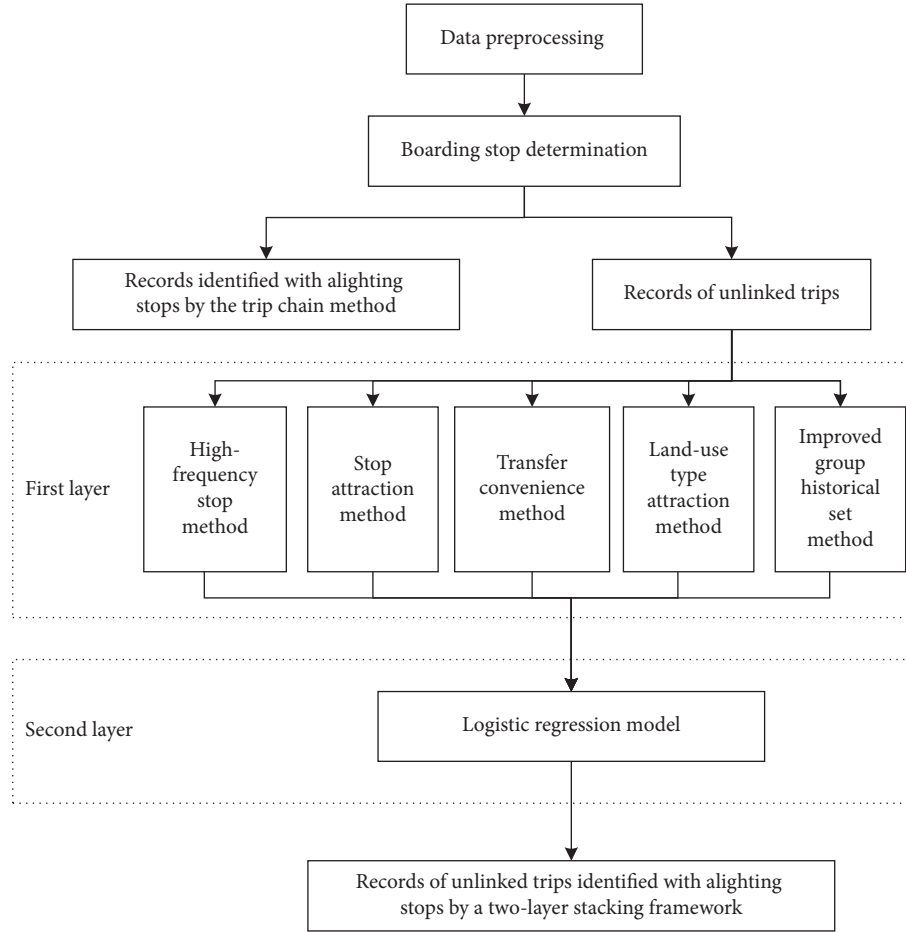 Data preprocessing
Boarding stop determination
Records identified with alighting
stops by the trip chain method
Records of unlinked trips
First layer
High-
frequency
stop
method
Stop
attraction
method
Transfer
convenience
method
Land-use
type
attraction
method
Improved
group
historical
set
method
Second layer
Logistic regression model
Records of unlinked trips identified with alighting
stops by a two-layer stacking framework